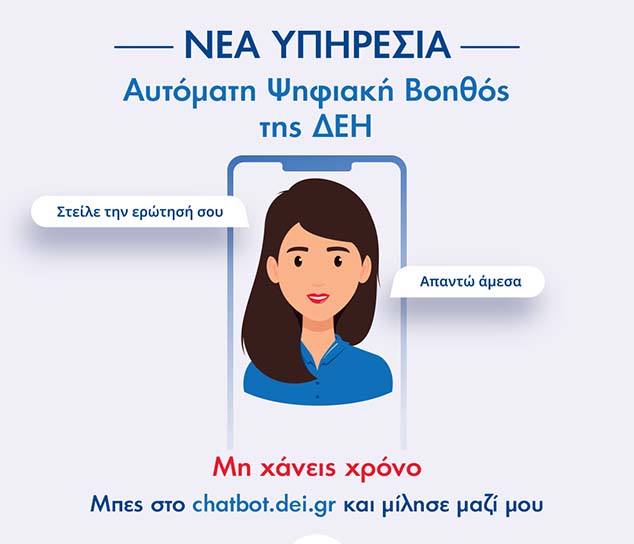 ΝΕΑ ΥΠΗΡΕΣΙΑ
Αυτόματη Ψηφιακή Βοηθός
της ΔΕΗ
Στείλε την ερώτησή σου
Απαντώ άμεσα
Μη χάνεις χρόνο
Μπες στο chatbot.dei.gr και μίλησε μαζί μου